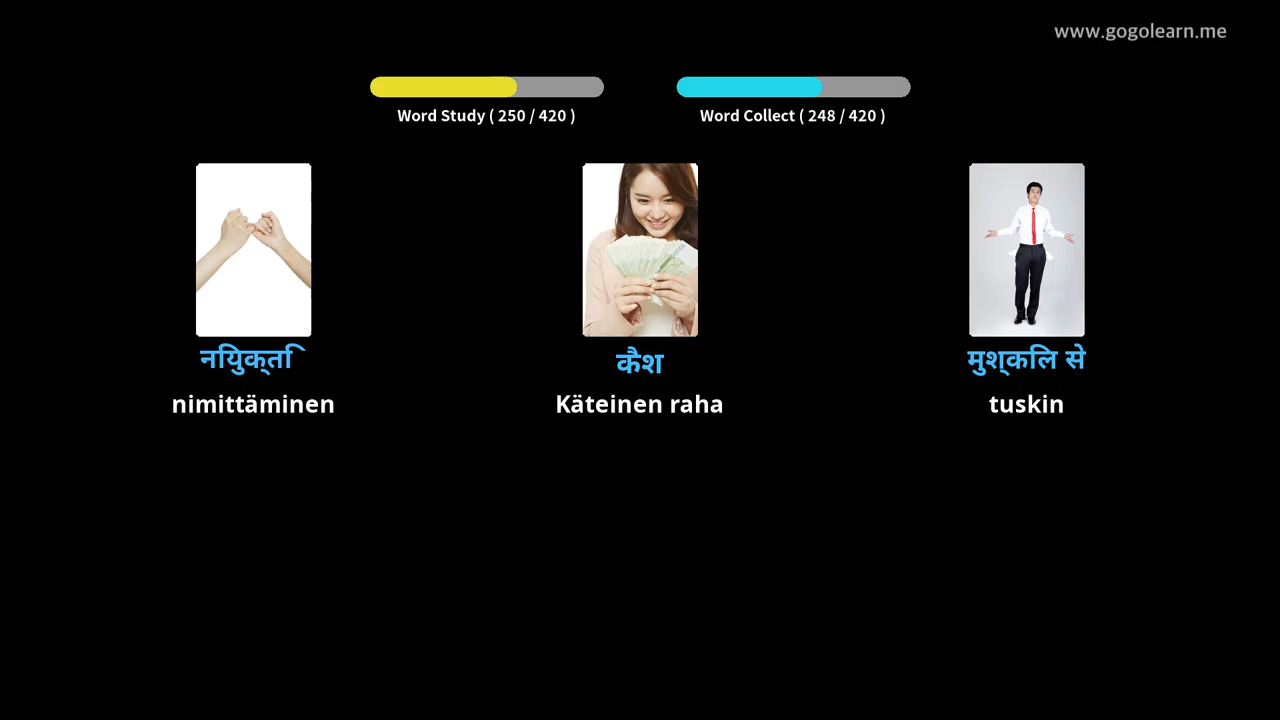 www.gogolearn.me
Word Study ( 250 / 420 )
Word Collect ( 248 / 420 )
नियुक्ति
कैश
मुश्किल से
nimittäminen
Käteinen raha
tuskin